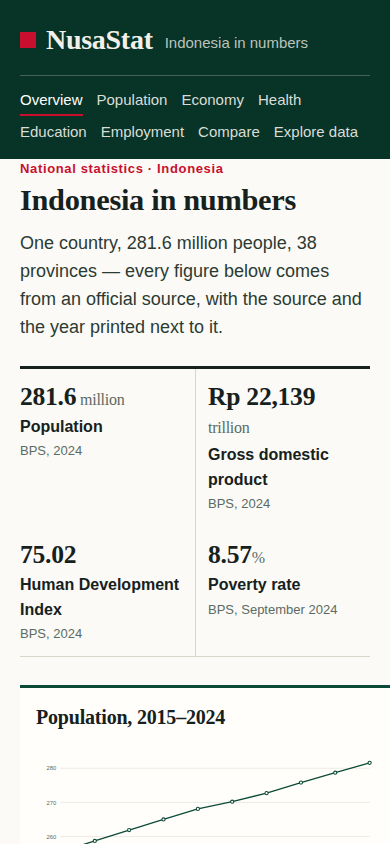 NusaStat Indonesia in numbers
Overview Population Economy Health
Education Employment Compare Explore data
National statistics · Indonesia
Indonesia in numbers
One country, 281.6 million people, 38
provinces — every figure below comes
from an official source, with the source and
the year printed next to it.
281.6 million
Population
BPS, 2024
Rp 22,139
trillion
Gross domestic
product
BPS, 2024
75.02
Human Development
Index
BPS, 2024
8.57%
Poverty rate
BPS, September 2024
Population, 2015–2024
280
270
260